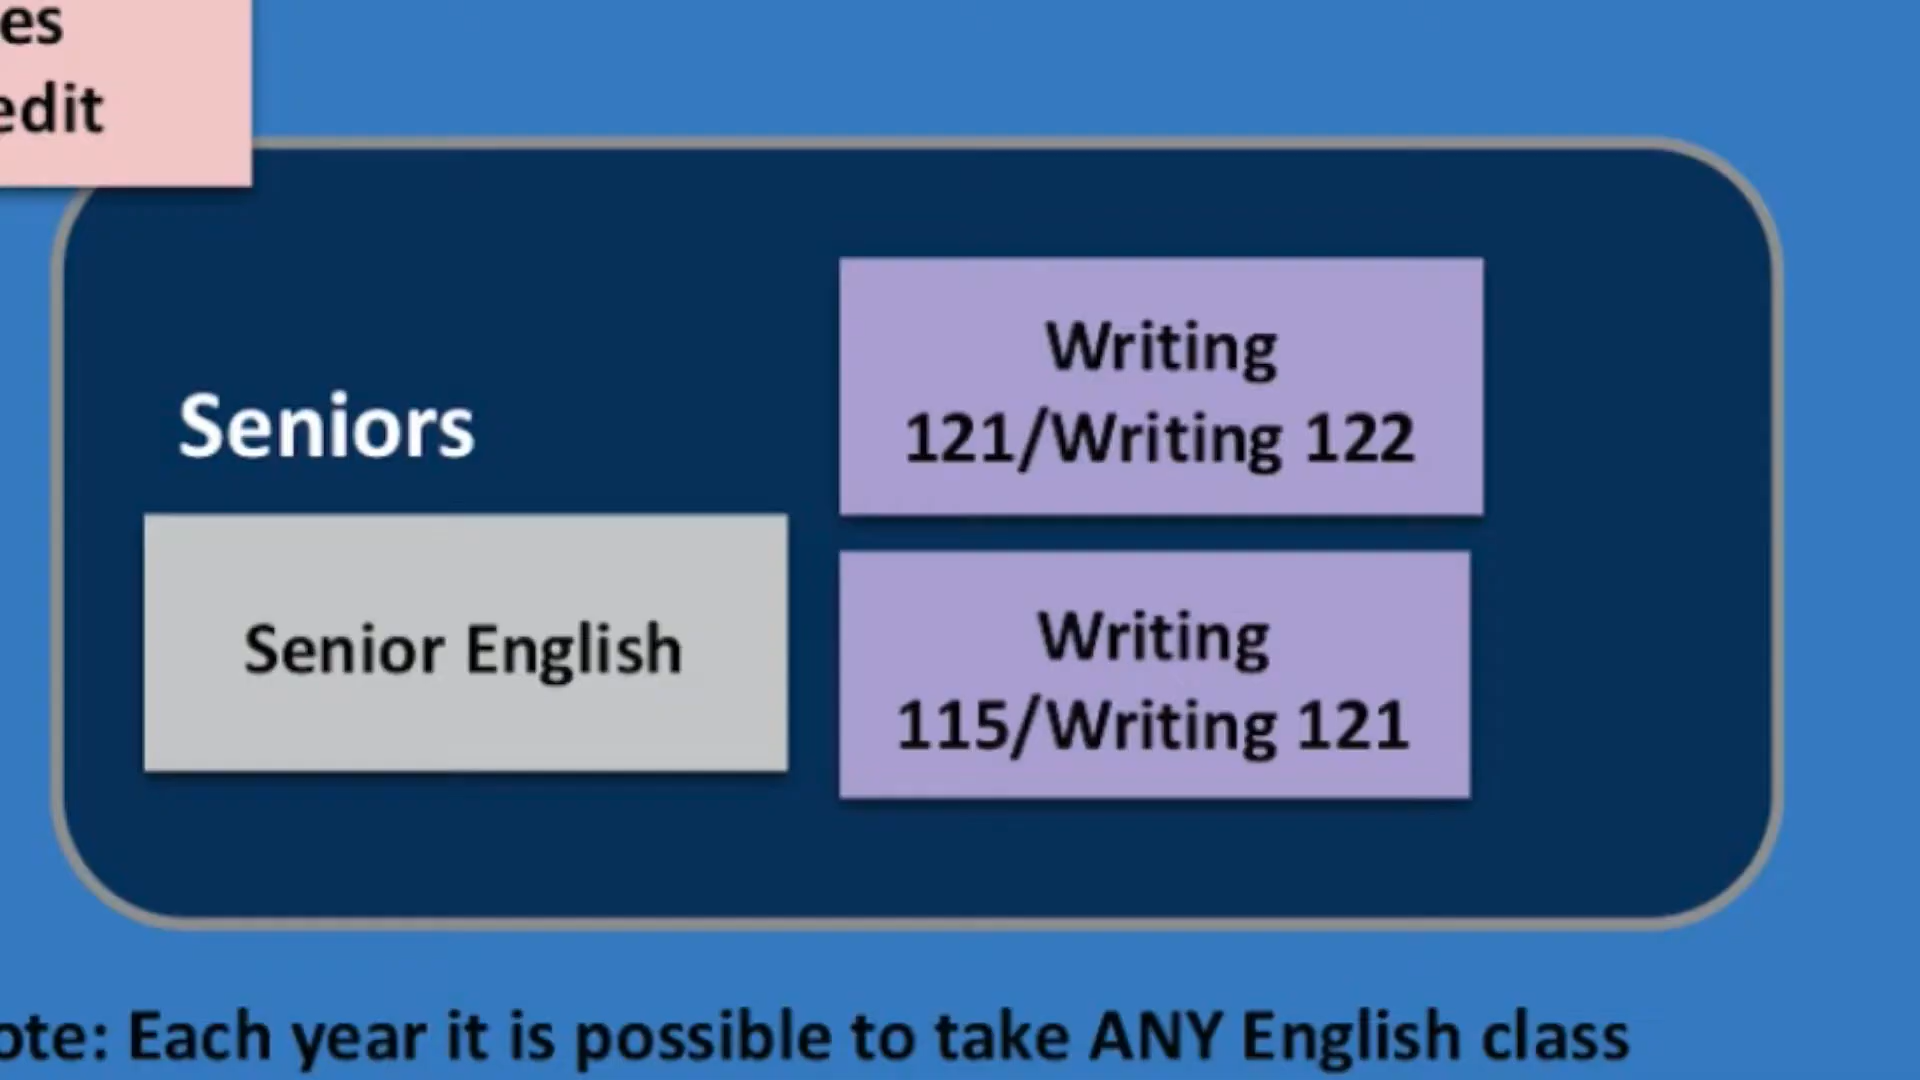 es
edit
Seniors
Writing
121/Writing 122
Senior English
Writing
115/Writing 121
ote: Each year it is possible to take ANY English class